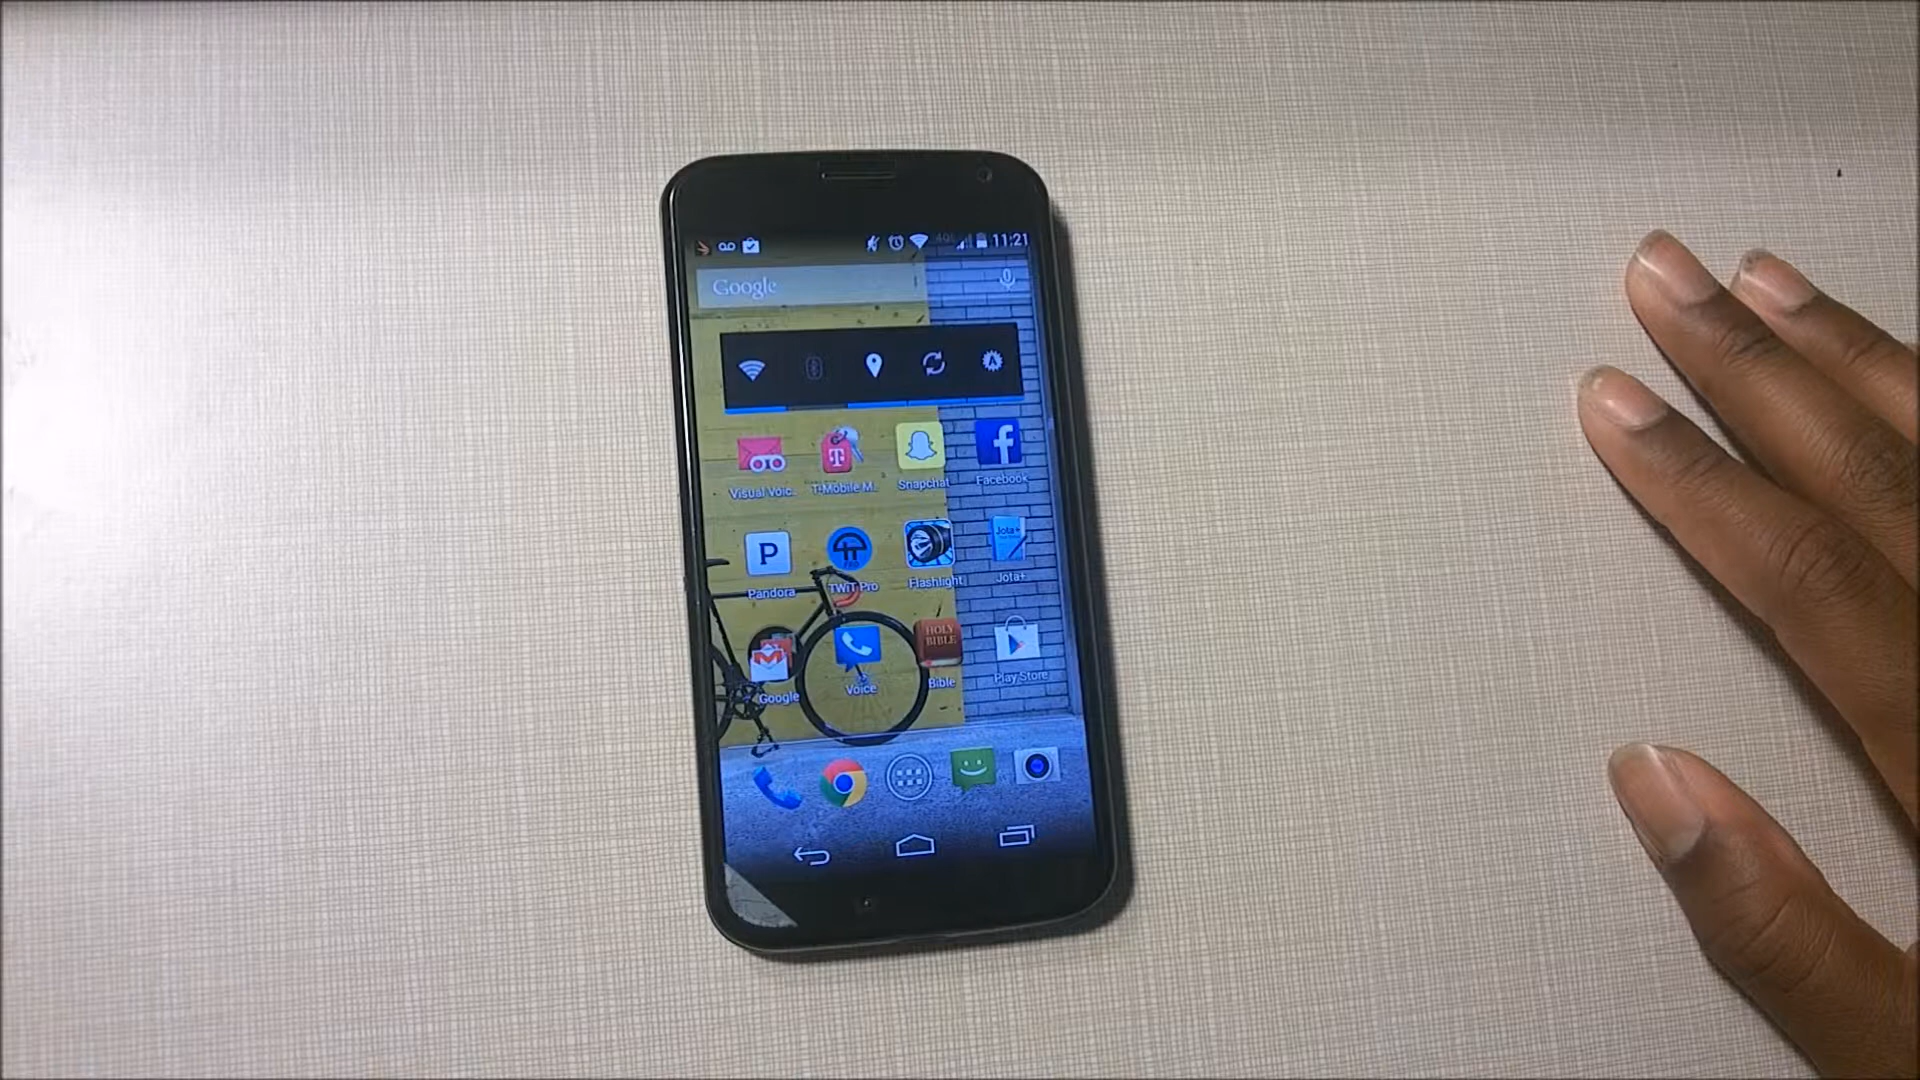 11:21
Google
Visual Voic..
T-Mobile M..
Snapchat
Facebook
Pandora
TWiT Pro
Flashlight
Jota+
Google
Voice
HOLY
BIBLE
Bible
Play Store